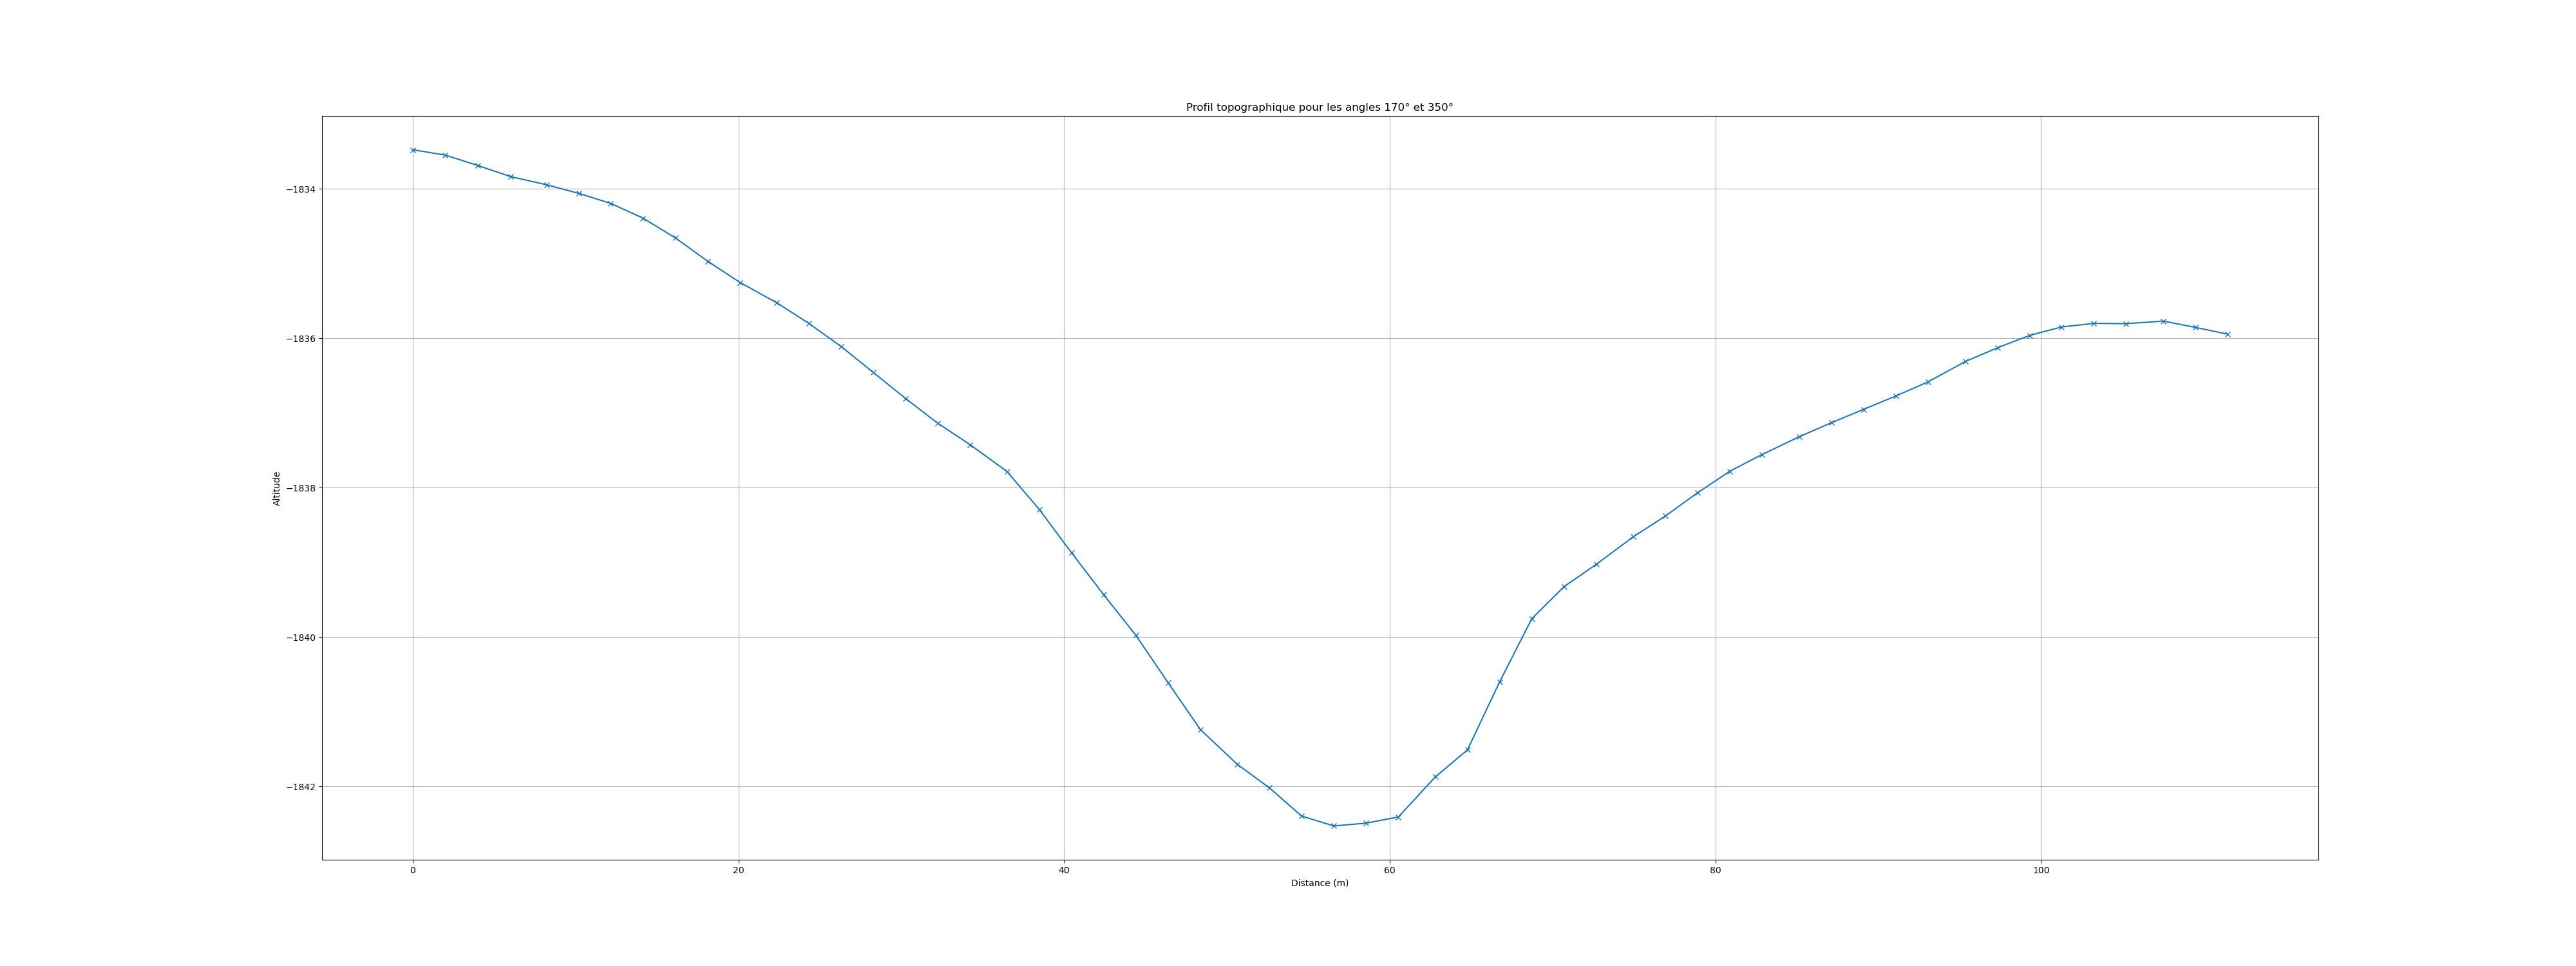 Profil topographique pour les angles 170° et 350°
−1834
−1836
−1838
−1840
−1842
Altitude
0 20 40 60 80 100
Distance (m)